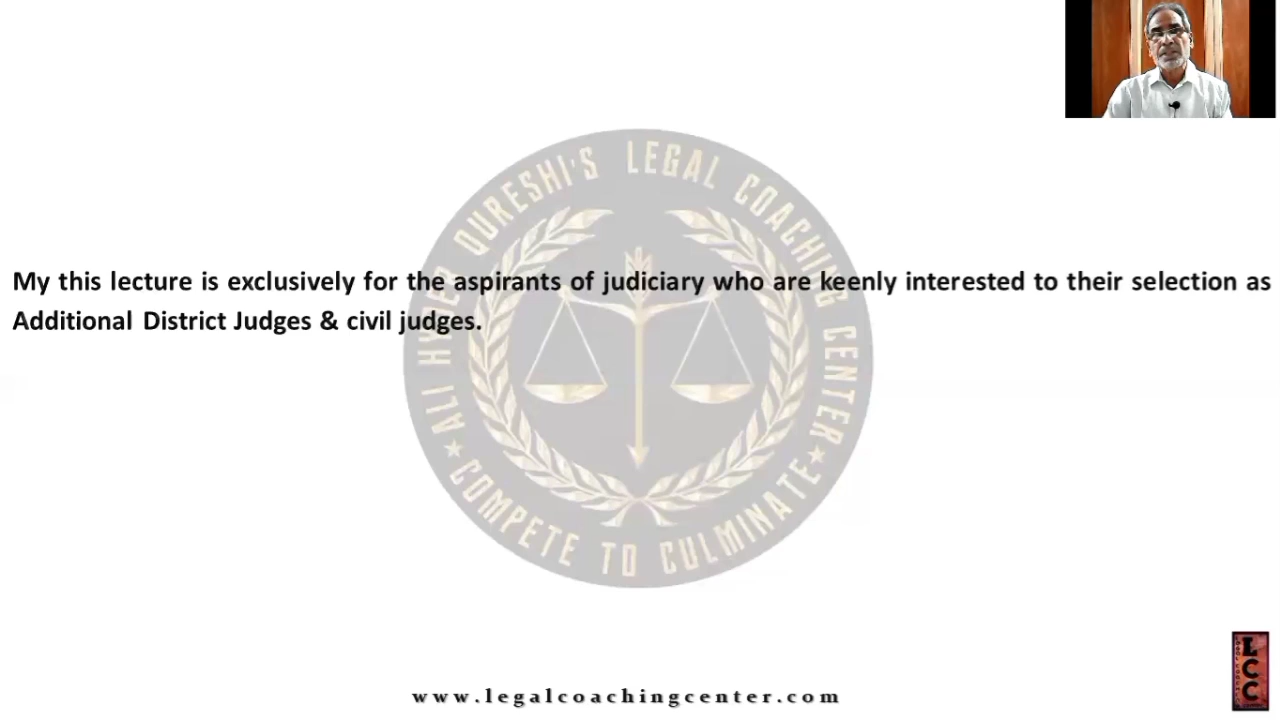 ALI HYDER QURESHI'S LEGAL COACHING CENTER
My this lecture is exclusively for the aspirants of judiciary who are keenly interested to their selection as
Additional District Judges & civil judges.
COMPETE TO CULMINATE
www.legalcoachingcenter.com
LCC